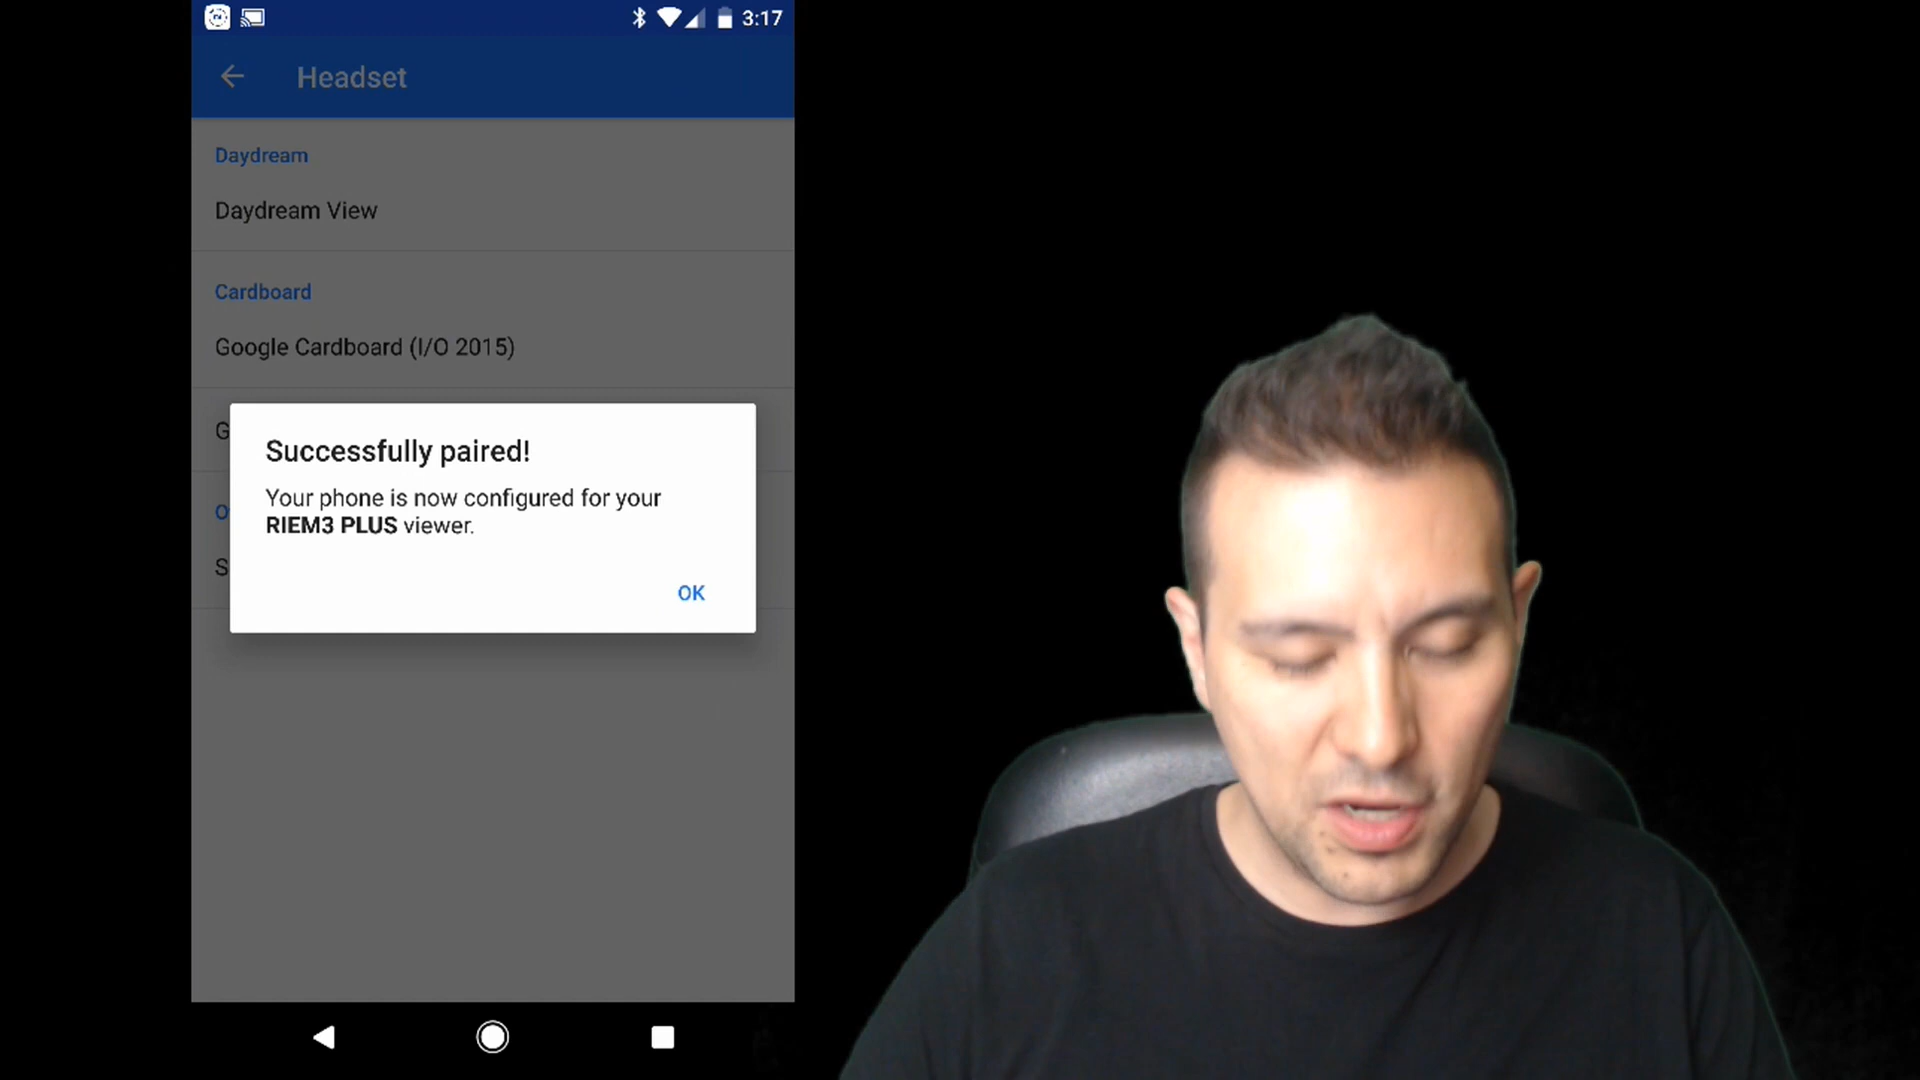 3:17
Headset
Daydream
Daydream View
Cardboard
Google Cardboard (I/O 2015)
G
Successfully paired!
Your phone is now configured for your
RIEM3 PLUS viewer.
O
S
OK